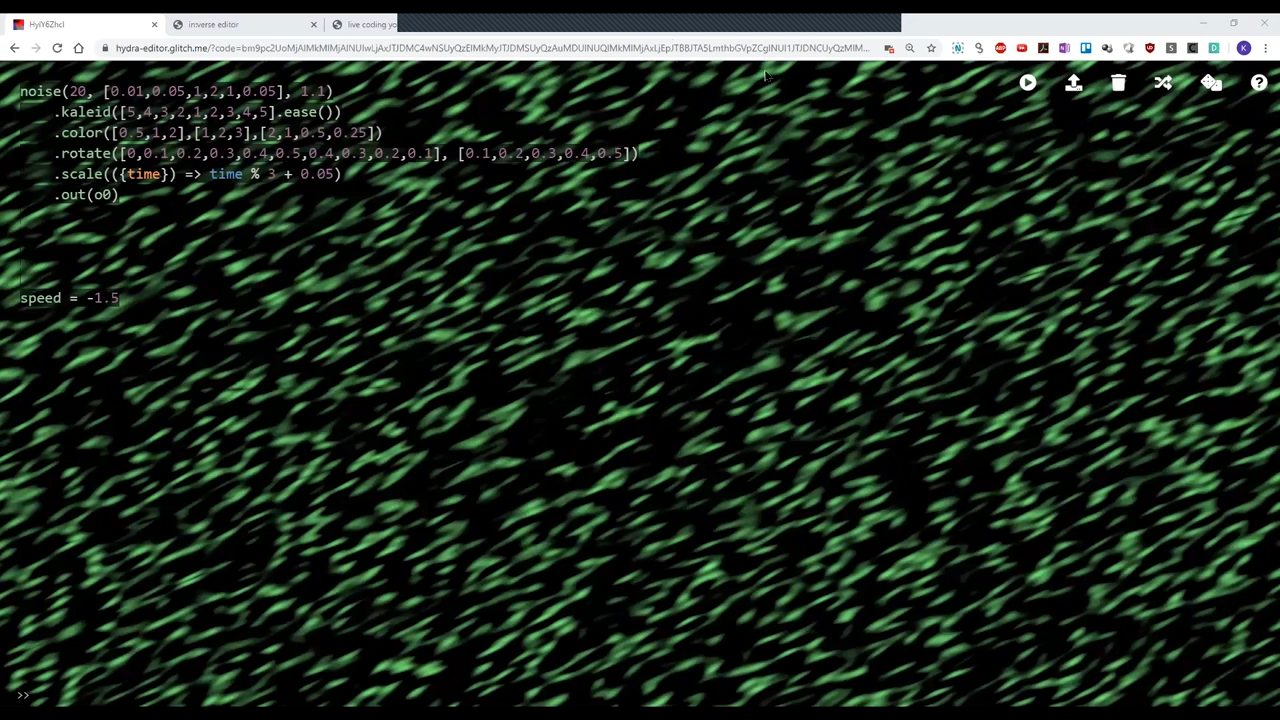 HyIY6Zhcl
inverse editor
live coding yo
hydra-editor.glitch.me/?code=
K
noise(20, [0.01,0.05,1,2,1,0.05], 1.1)
.kaleid([5,4,3,2,1,2,3,4,5].ease())
.color([0.5,1,2],[1,2,3],[2,1,0.5,0.25])
.rotate([0,0.1,0.2,0.3,0.4,0.5,0.4,0.3,0.2,0.1], [0.1,0.2,0.3,0.4,0.5])
.scale(({time}) => time % 3 + 0.05)
.out(o0)
speed = -1.5
>>